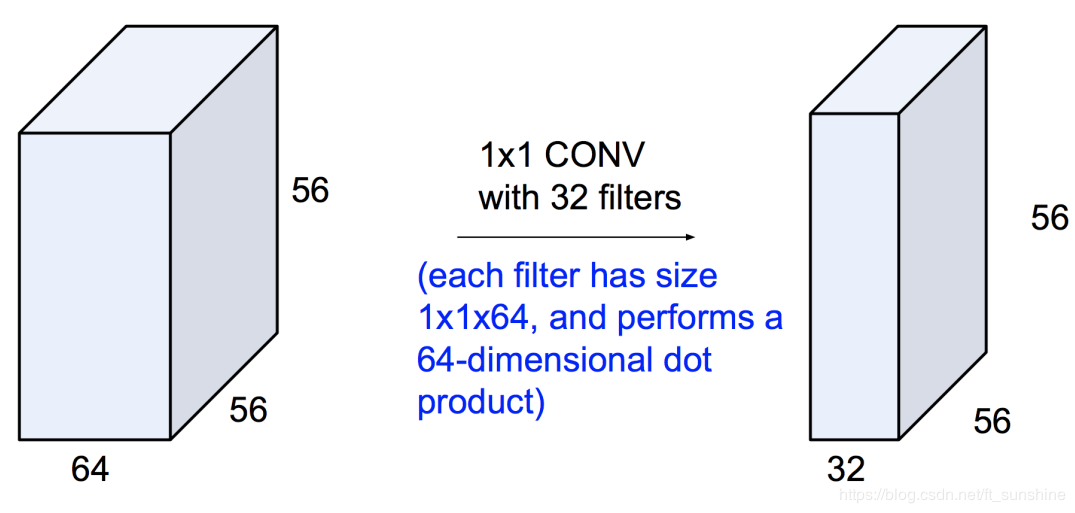 56
56
64
1x1 CONV
with 32 filters
(each filter has size
1x1x64, and performs a
64-dimensional dot
product)
56
56
32
https://blog.csdn.net/ft_sunshine